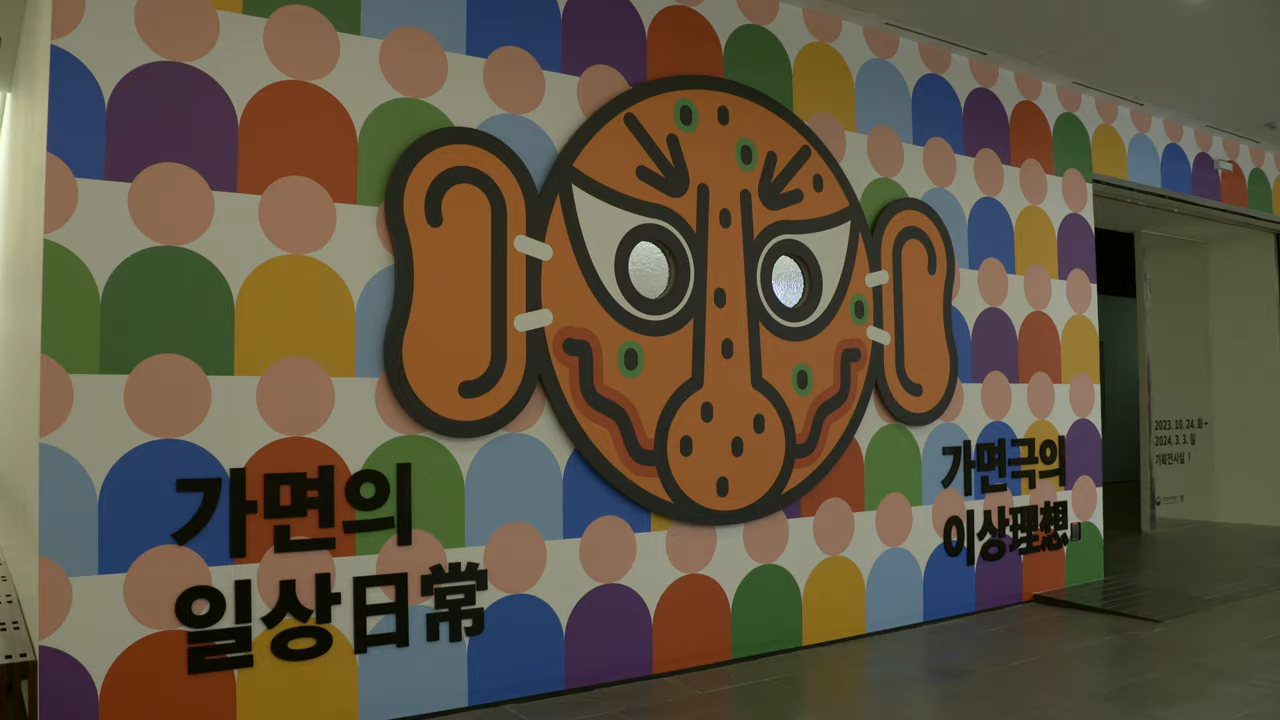 가면의
일상日常
가면극의
이상理想
2023. 10. 24. 화-
2024. 3. 3. 일
기획전시실 Ⅰ